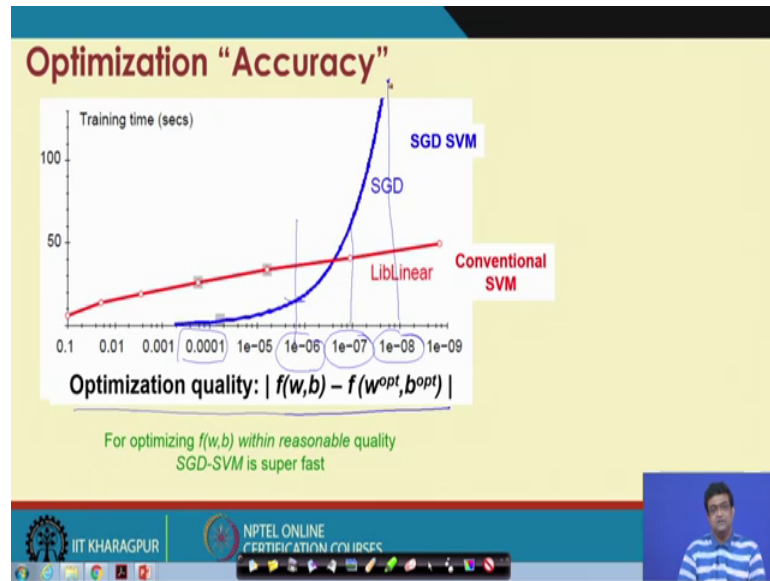 Optimization “Accuracy”
Training time (secs)
100
50
SGD SVM
SGD
LibLinear
Conventional
SVM
0.1 0.01 0.001 0.0001 1e−05 1e−06 1e−07 1e−08 1e−09
Optimization quality: | f(w,b) – f (wᵒᵖᵗ,bᵒᵖᵗ) |
For optimizing f(w,b) within reasonable quality
SGD-SVM is super fast
IIT KHARAGPUR
NPTEL ONLINE
CERTIFICATION COURSES